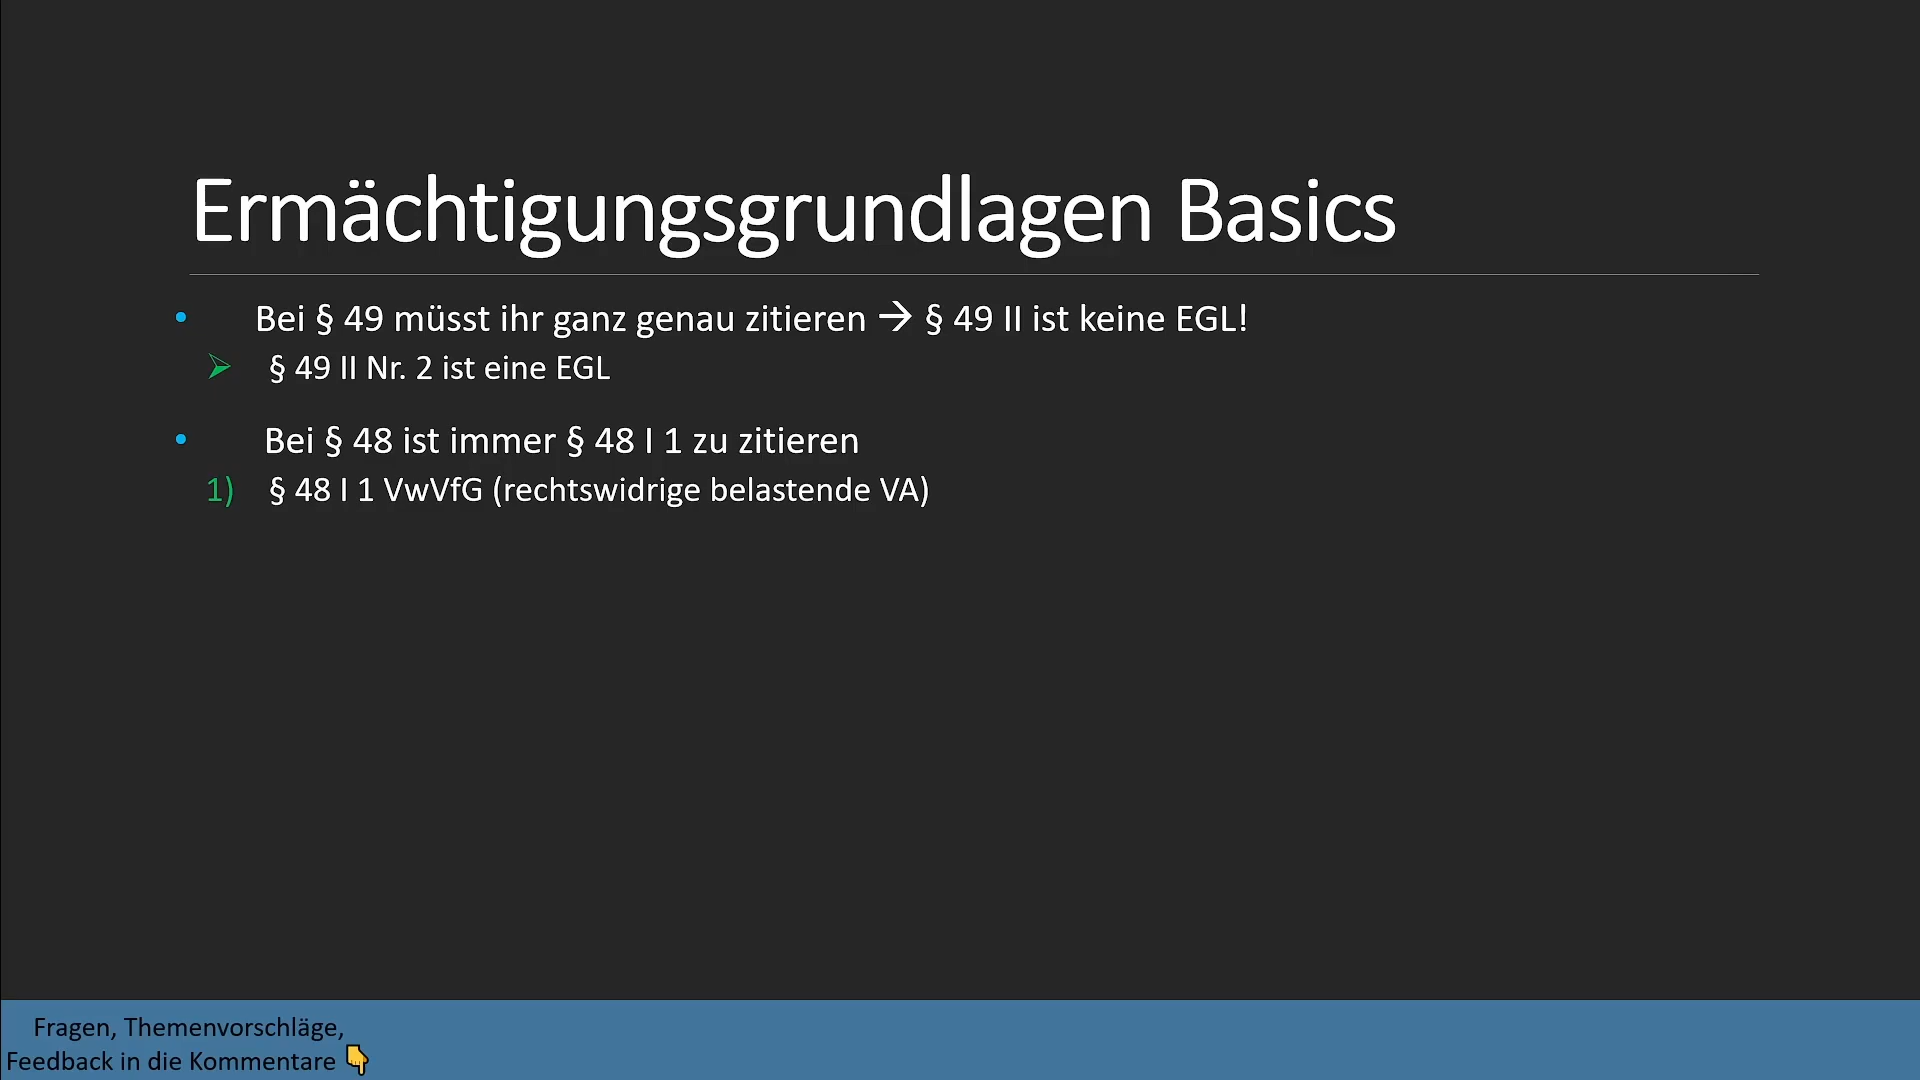 Ermächtigungsgrundlagen Basics
• Bei § 49 müsst ihr ganz genau zitieren → § 49 II ist keine EGL!
➢ § 49 II Nr. 2 ist eine EGL
• Bei § 48 ist immer § 48 I 1 zu zitieren
1) § 48 I 1 VwVfG (rechtswidrige belastende VA)
Fragen, Themenvorschläge,
Feedback in die Kommentare 👇